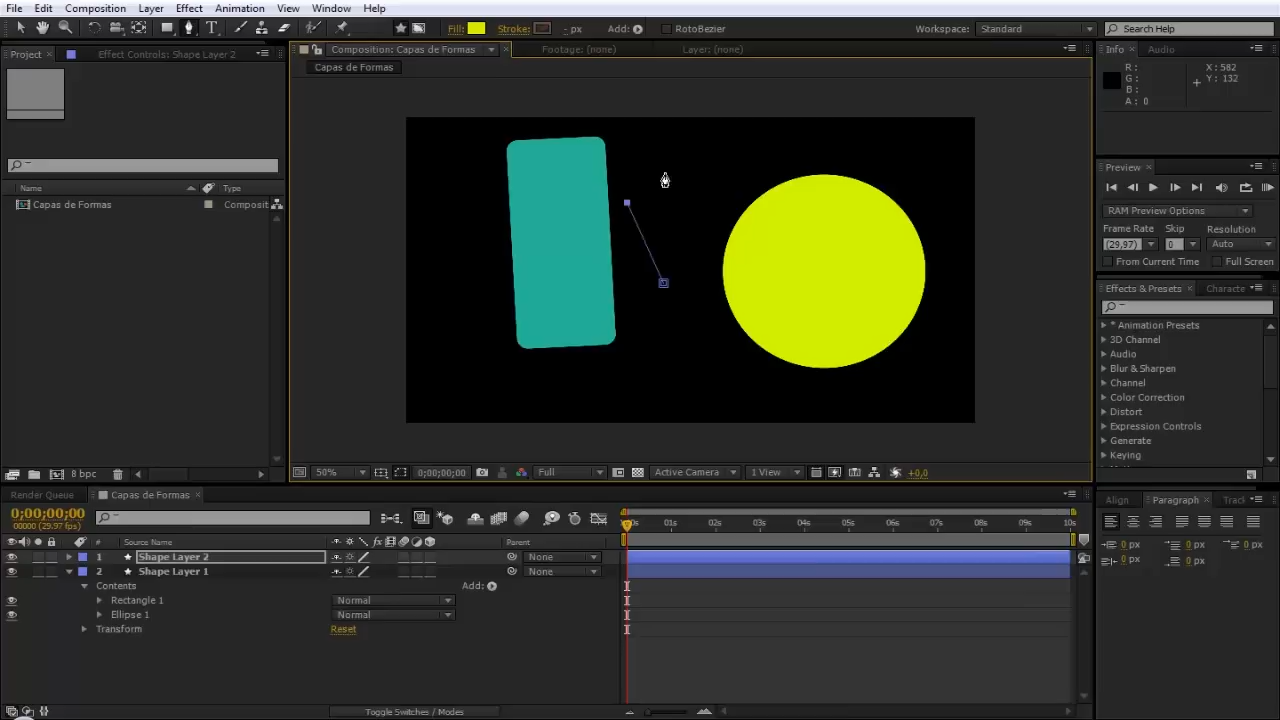 File Edit Composition Layer Effect Animation View Window Help
Fill: Stroke: - px Add: RotoBezier Workspace: Standard Search Help
Project Effect Controls: Shape Layer 2 Composition: Capas de Formas Footage: (none) Layer: (none) Info Audio
Capas de Formas
R : X : 582
G : Y : 132
B :
A : 0
Preview
RAM Preview Options
Frame Rate Skip Resolution
(29,97) 0 Auto
From Current Time Full Screen
Name Type
Capas de Formas Composit
Effects & Presets Characte
* Animation Presets
3D Channel
Audio
Blur & Sharpen
Channel
Color Correction
Distort
Expression Controls
Generate
Keying
8 bpc 50% 0;00;00;00 Full Active Camera 1 View +0,0
Render Queue Capas de Formas Align Paragraph Track
0;00;00;00
00000 (29.97 fps)
01s 02s 03s 04s 05s 06s 07s 08s 09s 10s
# Source Name Parent
1 Shape Layer 2 None
2 Shape Layer 1 None
Contents Add:
Rectangle 1 Normal
Ellipse 1 Normal
Transform Reset
0 px 0 px 0 px
0 px 0 px
Toggle Switches / Modes